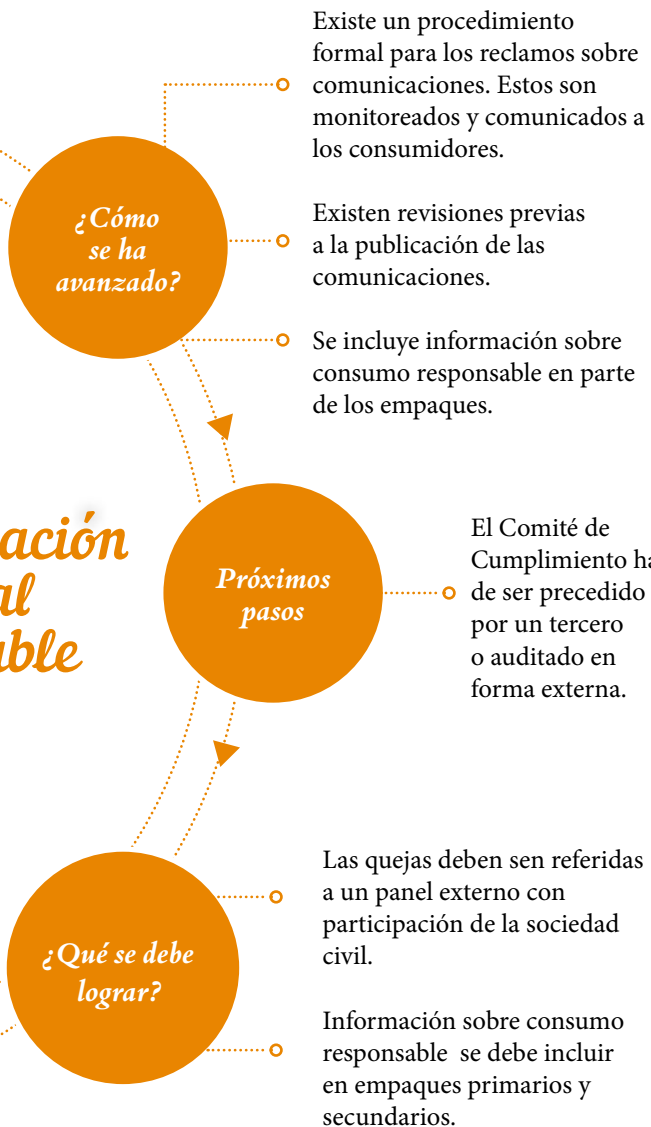 Existe un procedimiento
formal para los reclamos sobre
comunicaciones. Estos son
monitoreados y comunicados a
los consumidores.
¿Cómo
se ha
avanzado?
Existen revisiones previas
a la publicación de las
comunicaciones.
Se incluye información sobre
consumo responsable en parte
de los empaques.
ación
al
able
Próximos
pasos
El Comité de
Cumplimiento ha
de ser precedido
por un tercero
o auditado en
forma externa.
¿Qué se debe
lograr?
Las quejas deben sen referidas
a un panel externo con
participación de la sociedad
civil.
Información sobre consumo
responsable se debe incluir
en empaques primarios y
secundarios.